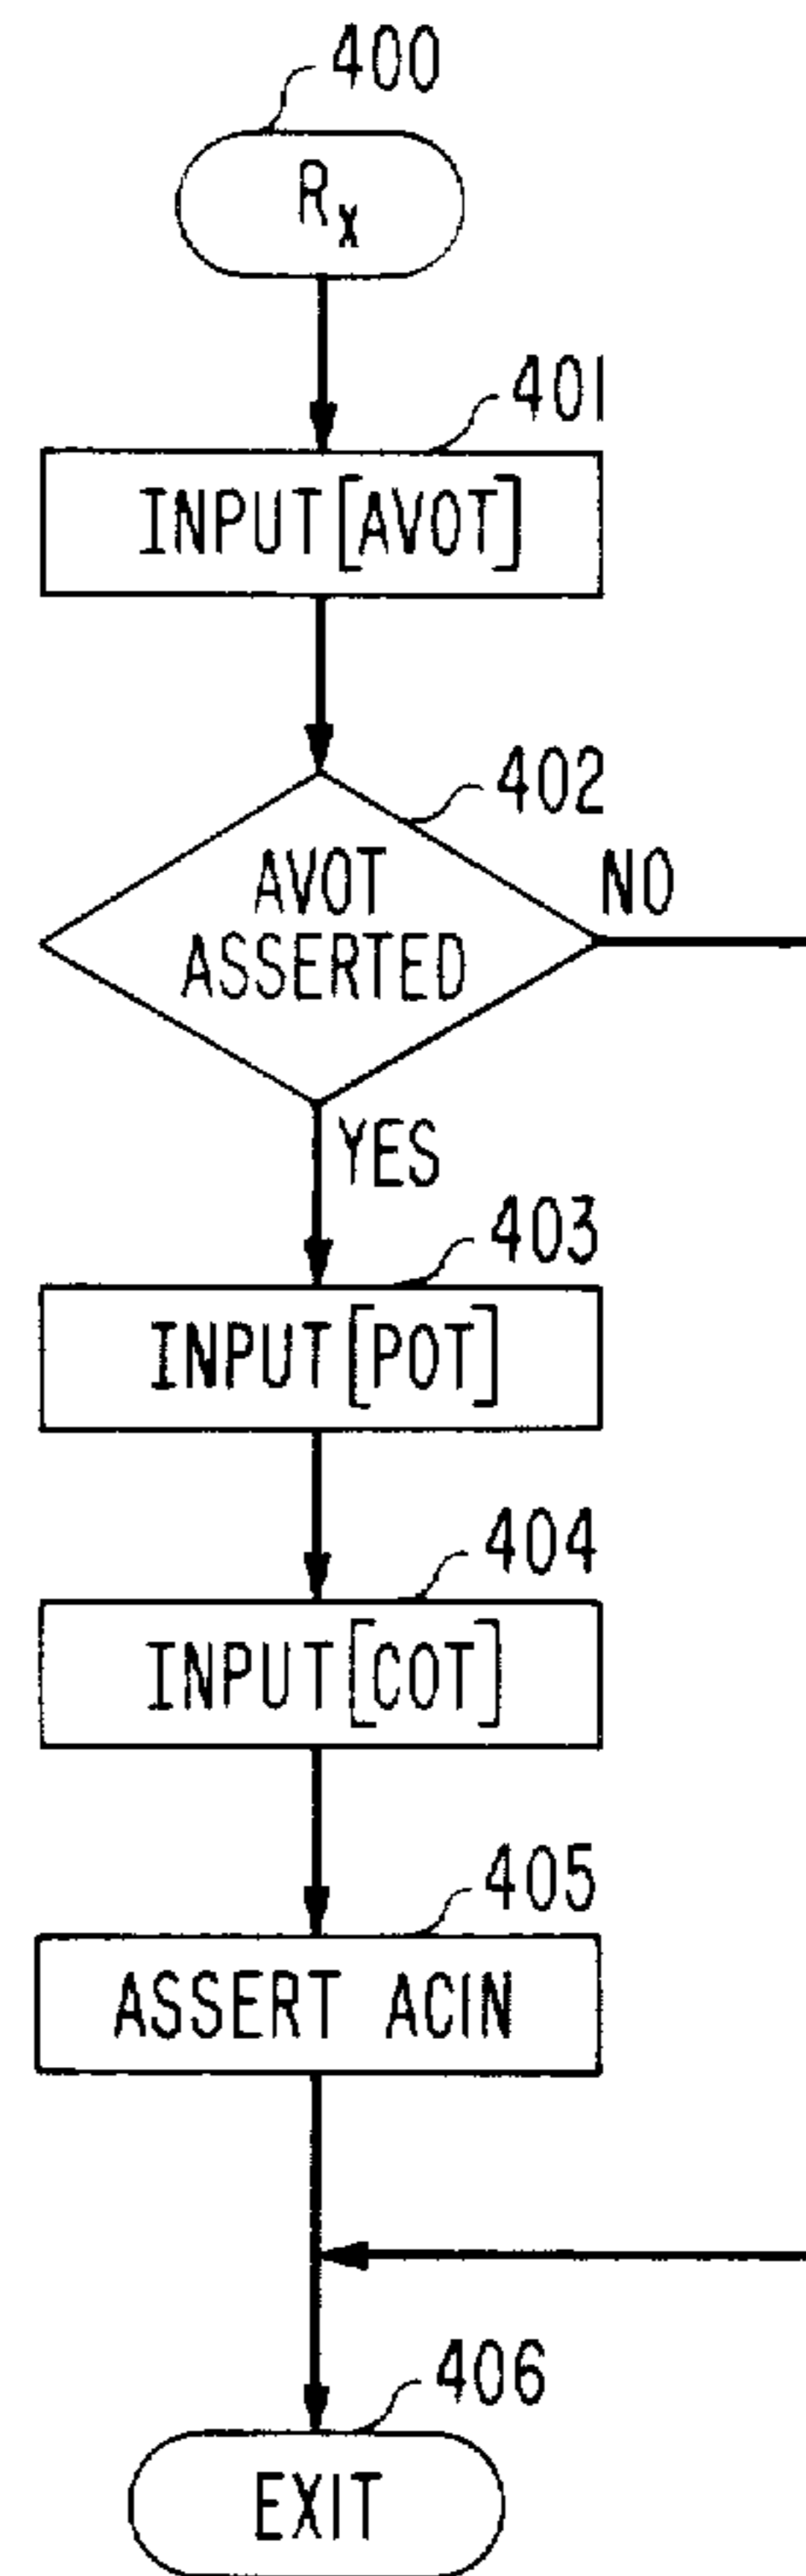 400
Rx
401
INPUT[AVOT]
402
AVOT
ASSERTED
NO
YES
403
INPUT[POT]
404
INPUT[COT]
405
ASSERT ACIN
406
EXIT